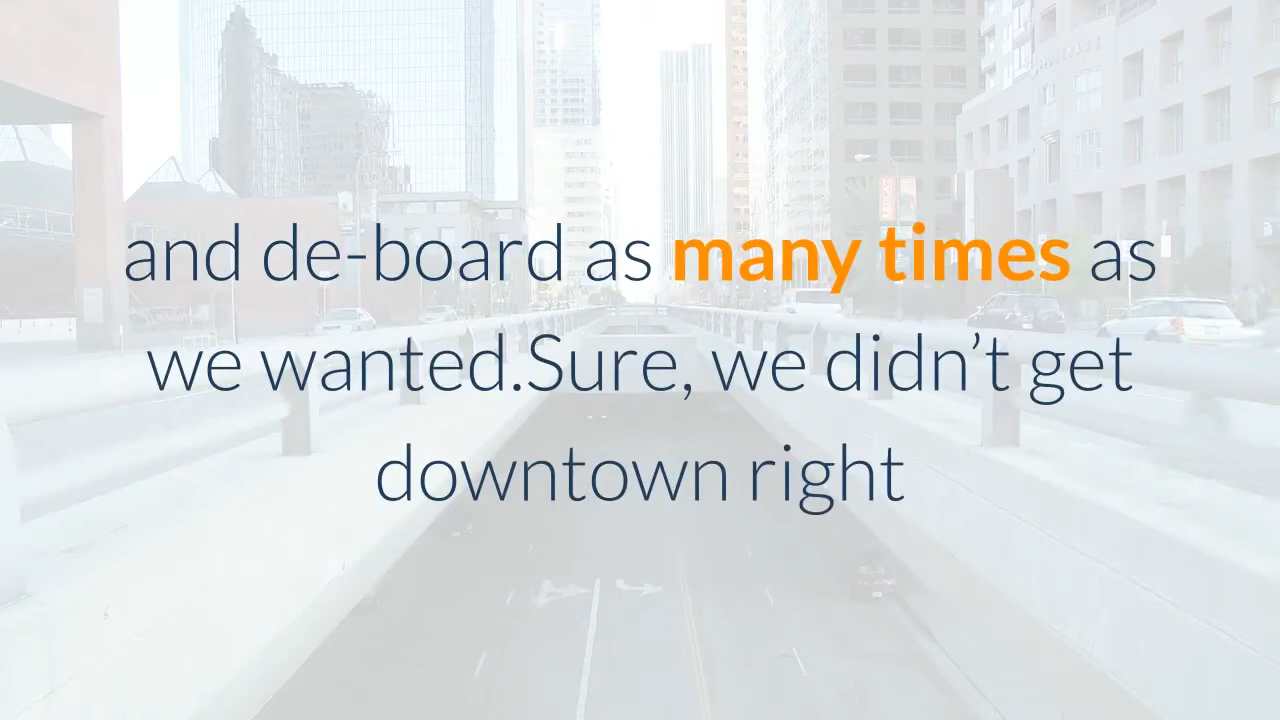 and de-board as many times as
we wanted.Sure, we didn’t get
downtown right